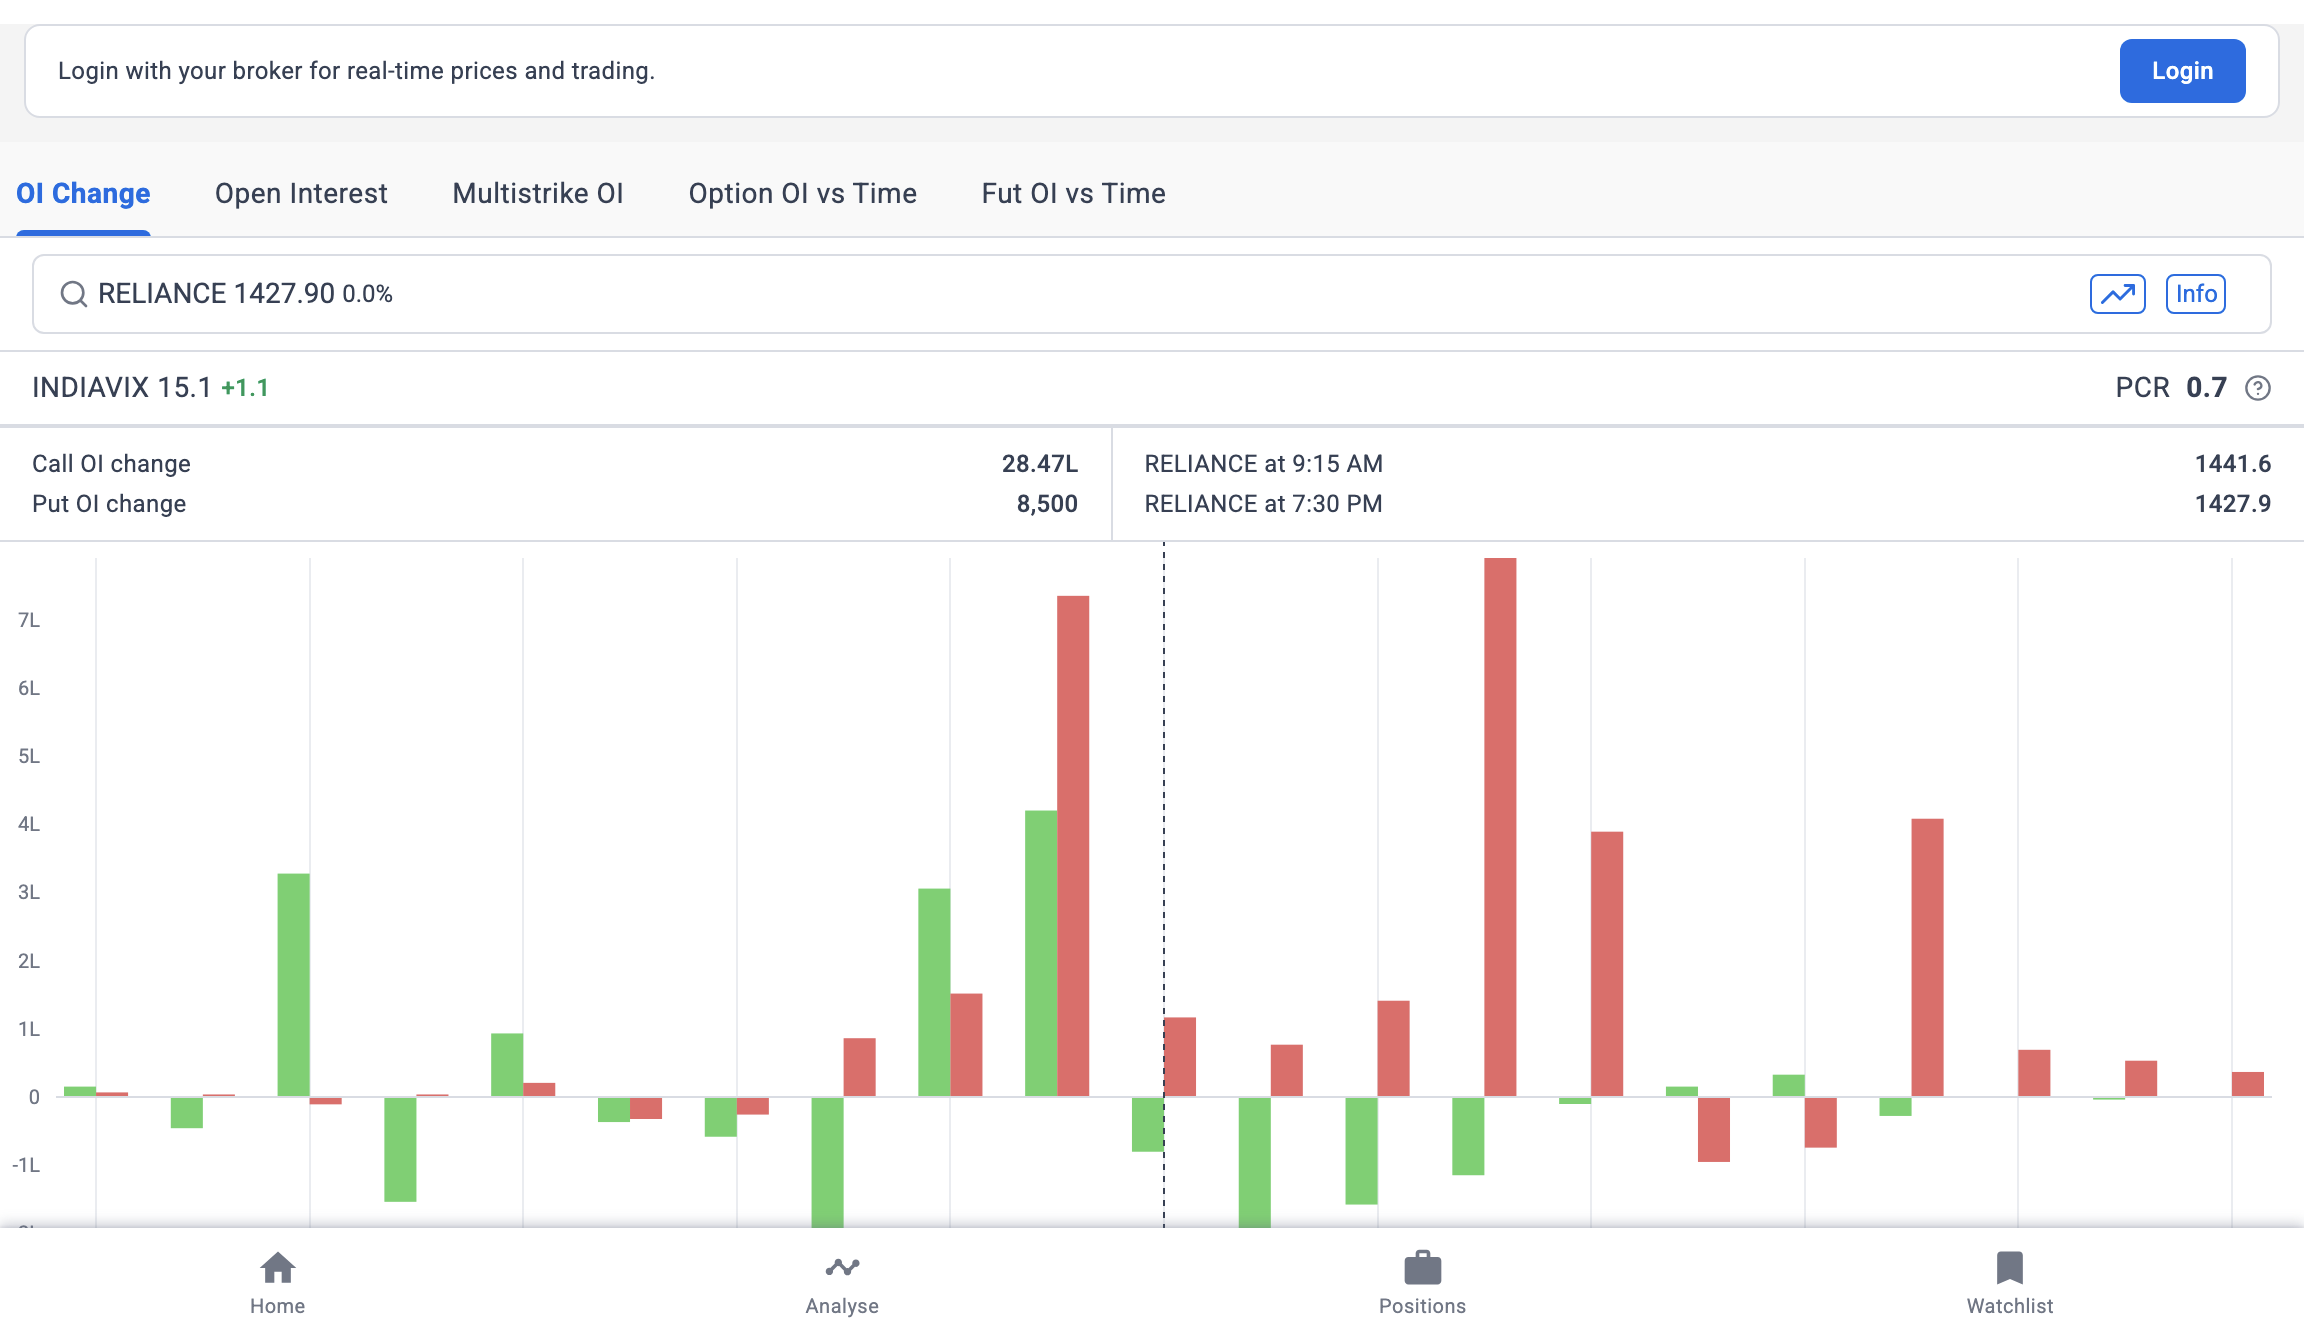 Login with your broker for real-time prices and trading.
Login
OI Change Open Interest Multistrike OI Option OI vs Time Fut OI vs Time
RELIANCE 1427.90 0.0%
Info
INDIAVIX 15.1 +1.1
PCR 0.7 ?
Call OI change 28.47L
Put OI change 8,500
RELIANCE at 9:15 AM 1441.6
RELIANCE at 7:30 PM 1427.9
7L
6L
5L
4L
3L
2L
1L
0
-1L
Home
Analyse
Positions
Watchlist